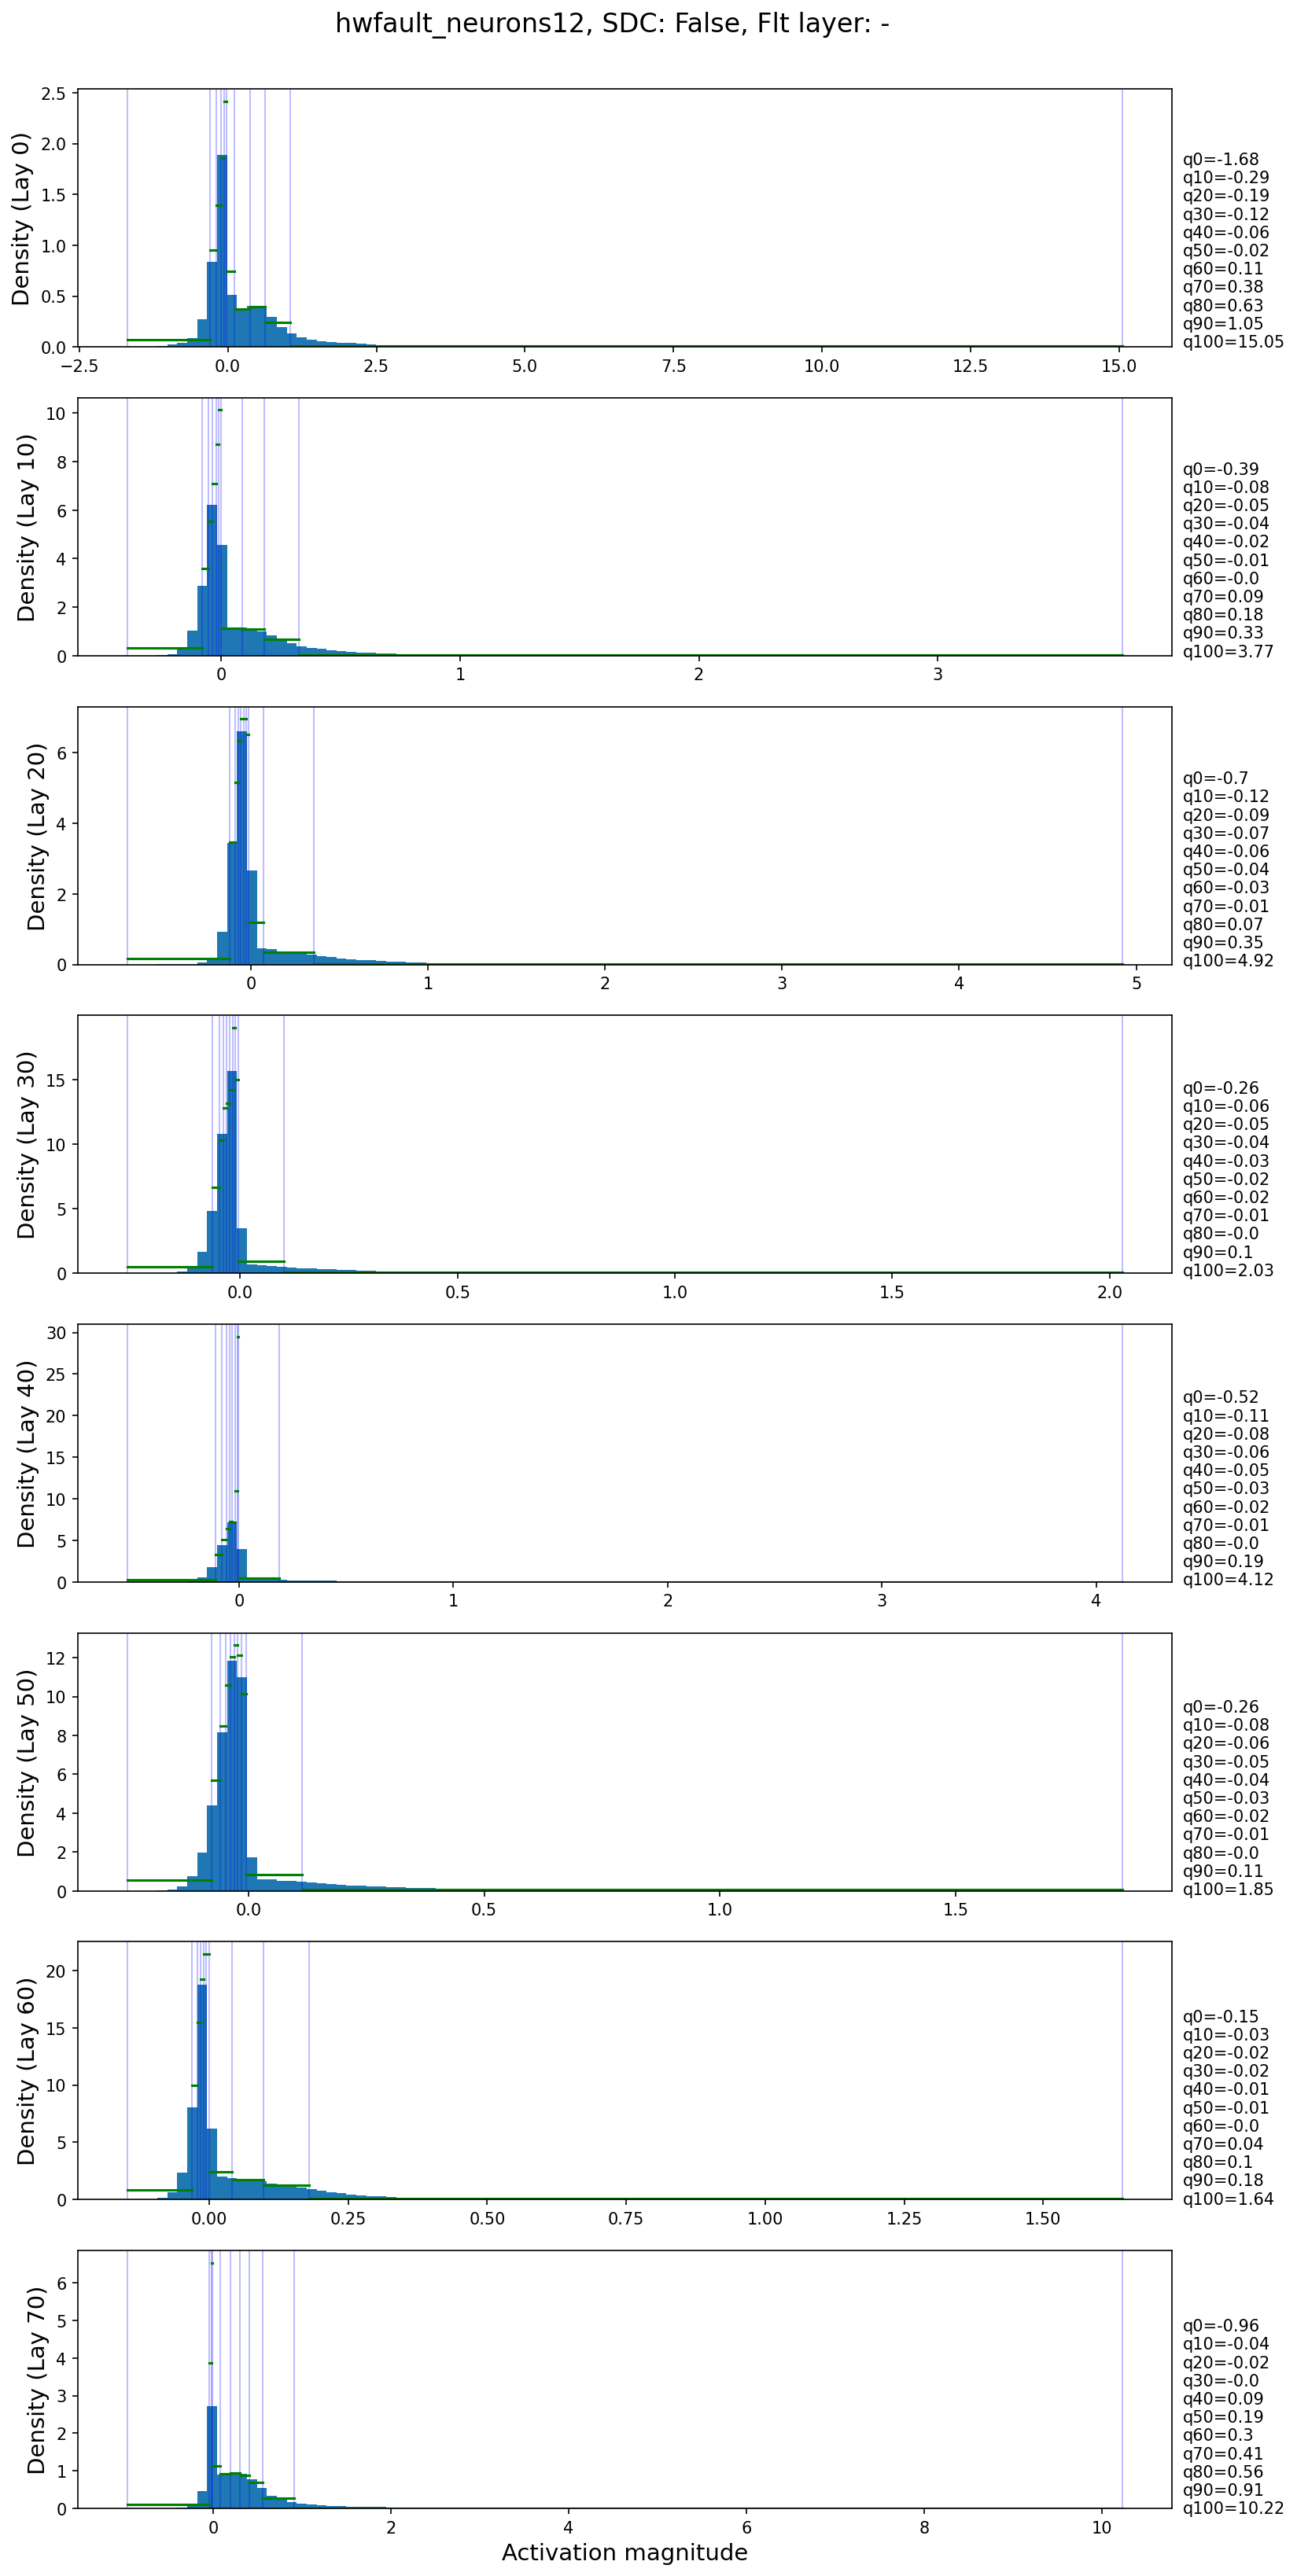 hwfault_neurons12, SDC: False, Flt layer: -
Density (Lay 0)
2.5
2.0
1.5
1.0
0.5
0.0
−2.5 0.0 2.5 5.0 7.5 10.0 12.5 15.0
q0=-1.68
q10=-0.29
q20=-0.19
q30=-0.12
q40=-0.06
q50=-0.02
q60=0.11
q70=0.38
q80=0.63
q90=1.05
q100=15.05
Density (Lay 10)
10
8
6
4
2
0
0 1 2 3
q0=-0.39
q10=-0.08
q20=-0.05
q30=-0.04
q40=-0.02
q50=-0.01
q60=-0.0
q70=0.09
q80=0.18
q90=0.33
q100=3.77
Density (Lay 20)
6
4
2
0
0 1 2 3 4 5
q0=-0.7
q10=-0.12
q20=-0.09
q30=-0.07
q40=-0.06
q50=-0.04
q60=-0.03
q70=-0.01
q80=0.07
q90=0.35
q100=4.92
Density (Lay 30)
15
10
5
0
0.0 0.5 1.0 1.5 2.0
q0=-0.26
q10=-0.06
q20=-0.05
q30=-0.04
q40=-0.03
q50=-0.02
q60=-0.02
q70=-0.01
q80=-0.0
q90=0.1
q100=2.03
Density (Lay 40)
30
25
20
15
10
5
0
0 1 2 3 4
q0=-0.52
q10=-0.11
q20=-0.08
q30=-0.06
q40=-0.05
q50=-0.03
q60=-0.02
q70=-0.01
q80=-0.0
q90=0.19
q100=4.12
Density (Lay 50)
12
10
8
6
4
2
0
0.0 0.5 1.0 1.5
q0=-0.26
q10=-0.08
q20=-0.06
q30=-0.05
q40=-0.04
q50=-0.03
q60=-0.02
q70=-0.01
q80=-0.0
q90=0.11
q100=1.85
Density (Lay 60)
20
15
10
5
0
0.00 0.25 0.50 0.75 1.00 1.25 1.50
q0=-0.15
q10=-0.03
q20=-0.02
q30=-0.02
q40=-0.01
q50=-0.01
q60=-0.0
q70=0.04
q80=0.1
q90=0.18
q100=1.64
Density (Lay 70)
6
5
4
3
2
1
0
0 2 4 6 8 10
q0=-0.96
q10=-0.04
q20=-0.02
q30=-0.0
q40=0.09
q50=0.19
q60=0.3
q70=0.41
q80=0.56
q90=0.91
q100=10.22
Activation magnitude